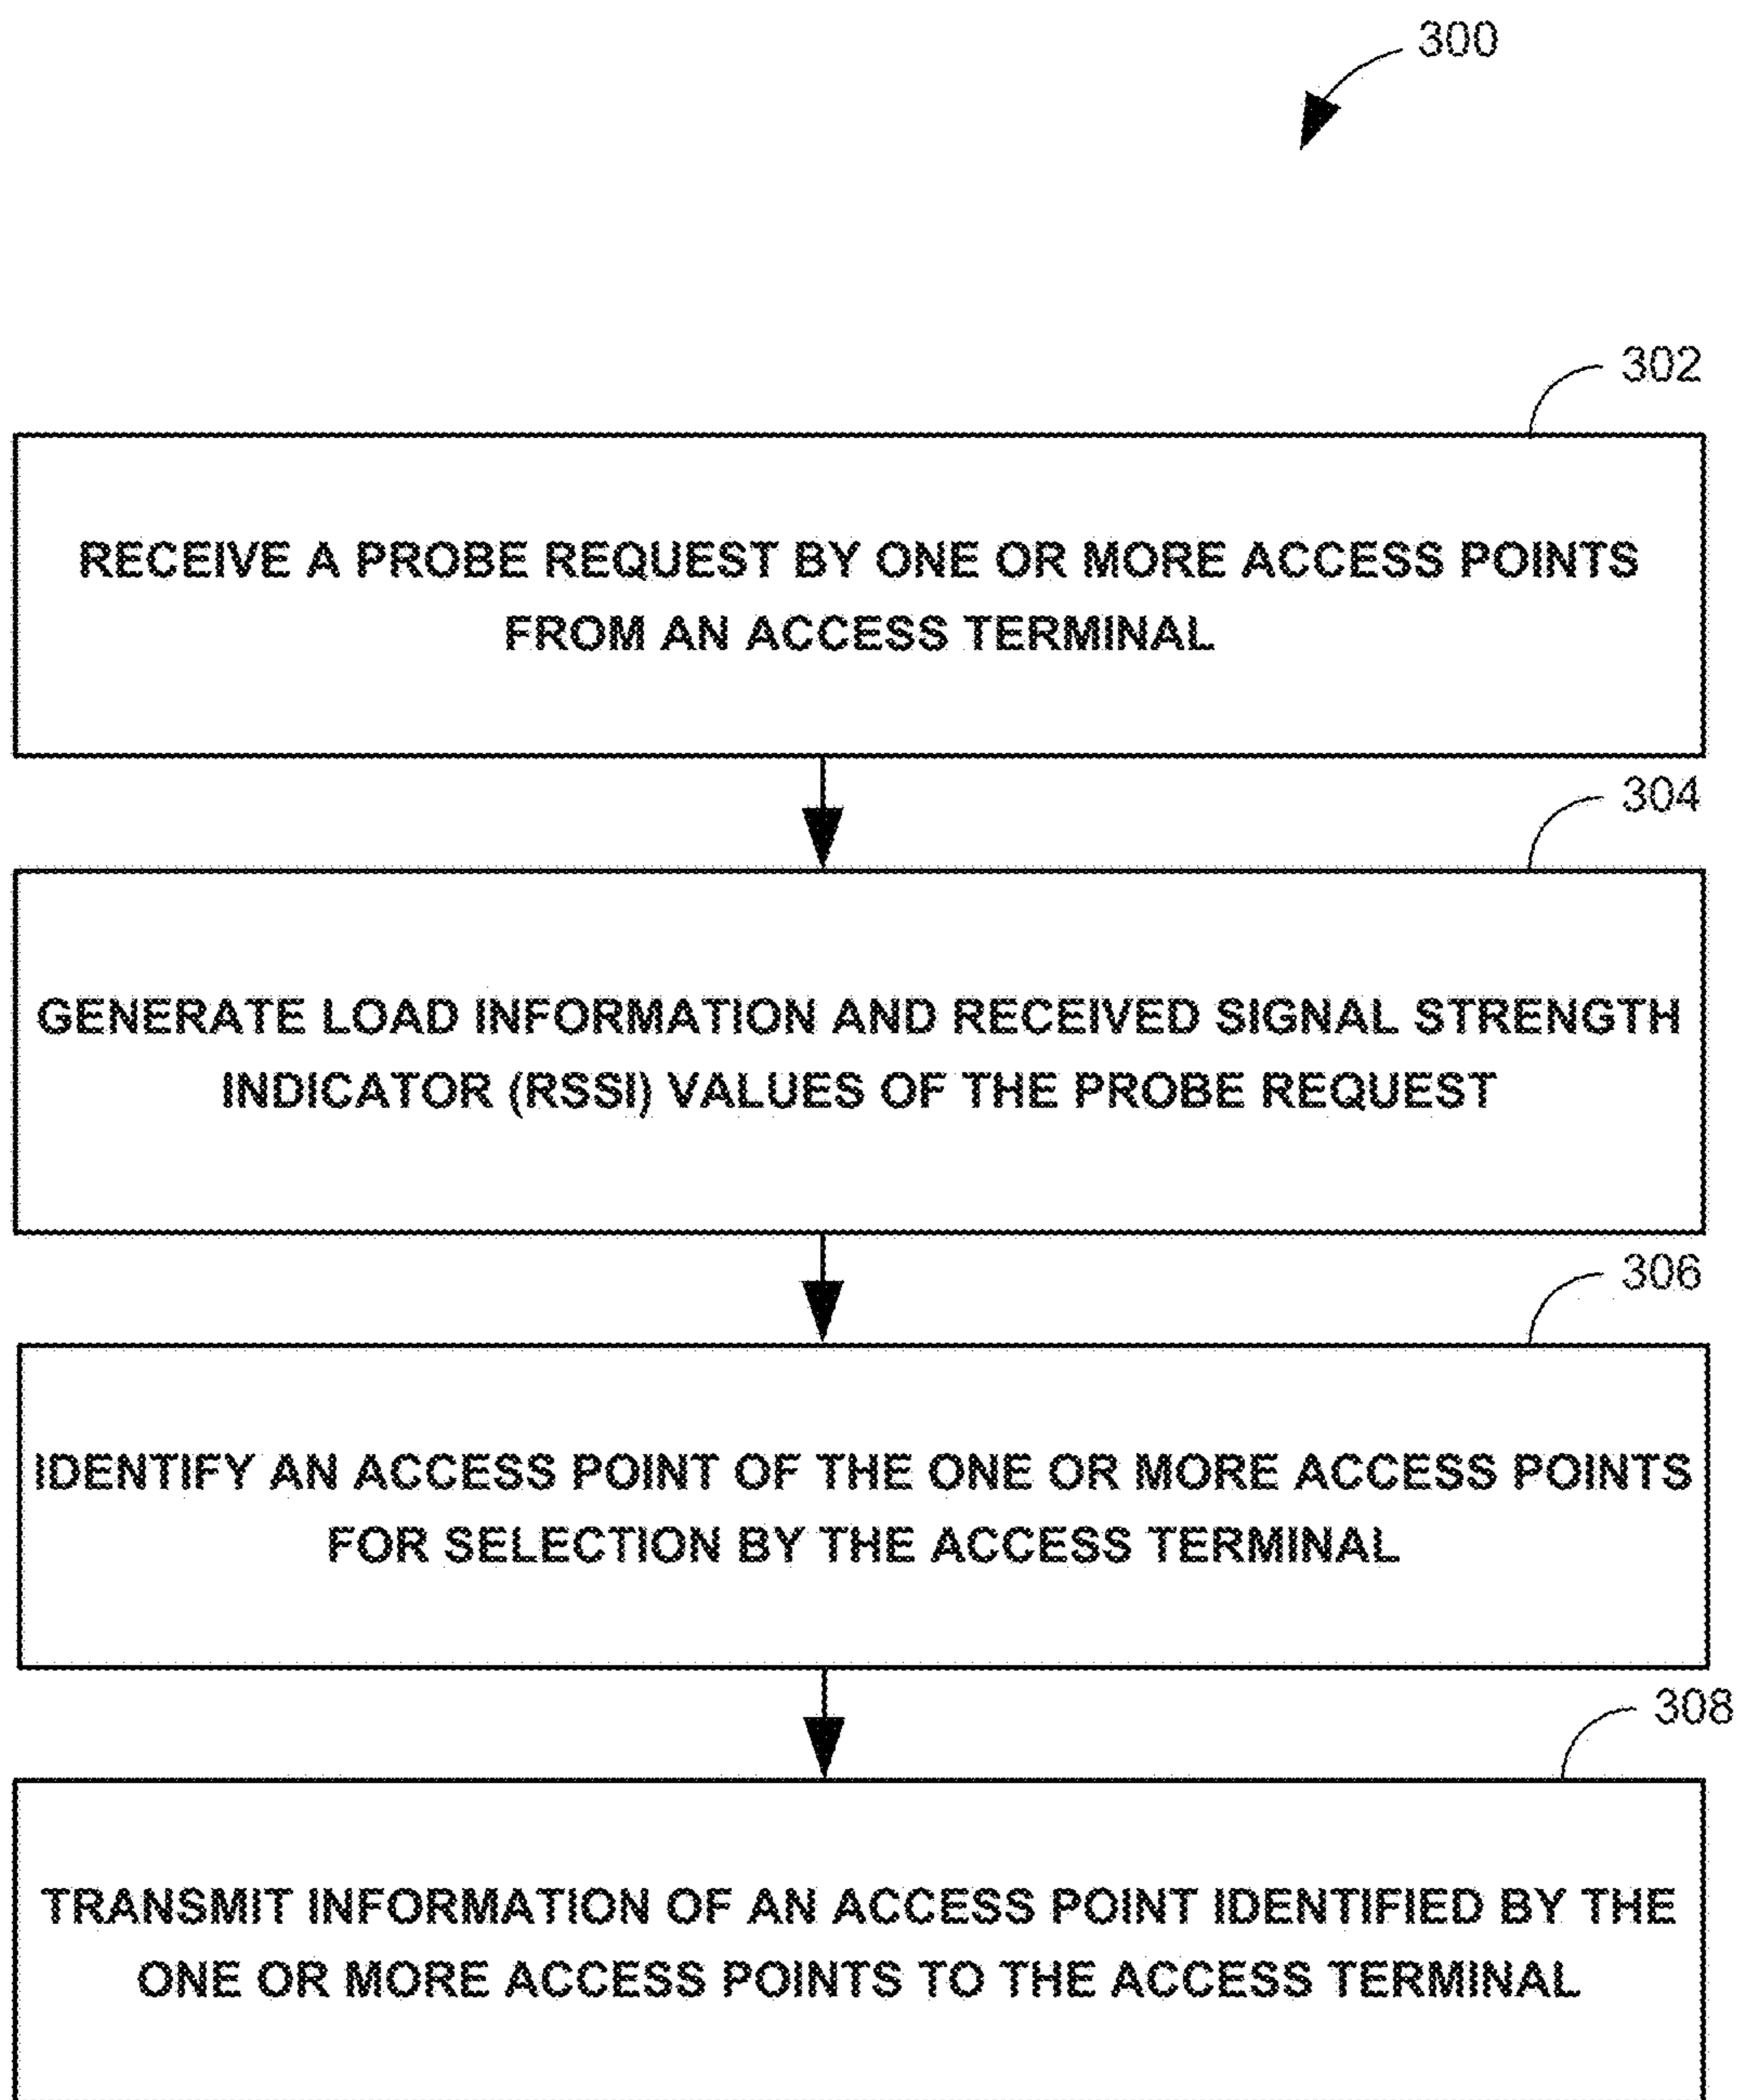 300
302
RECEIVE A PROBE REQUEST BY ONE OR MORE ACCESS POINTS
FROM AN ACCESS TERMINAL
304
GENERATE LOAD INFORMATION AND RECEIVED SIGNAL STRENGTH
INDICATOR (RSSI) VALUES OF THE PROBE REQUEST
306
IDENTIFY AN ACCESS POINT OF THE ONE OR MORE ACCESS POINTS
FOR SELECTION BY THE ACCESS TERMINAL
308
TRANSMIT INFORMATION OF AN ACCESS POINT IDENTIFIED BY THE
ONE OR MORE ACCESS POINTS TO THE ACCESS TERMINAL